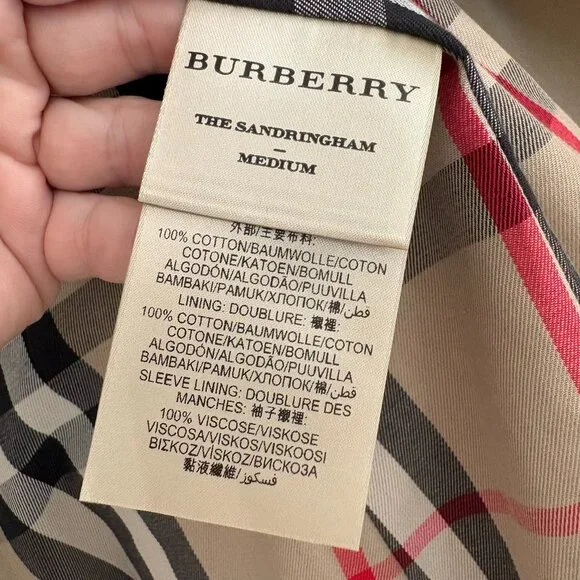 BURBERRY
THE SANDRINGHAM
–
MEDIUM
外部/主要布料:
100% COTTON/BAUMWOLLE/COTON
COTONE/KATOEN/BOMULL
ALGODÓN/ALGODÃO/PUUVILLA
BAMBAKI/PAMUK/ХЛОПОК/棉/قطن
LINING: DOUBLURE: 襯裡:
100% COTTON/BAUMWOLLE/COTON
COTONE/KATOEN/BOMULL
ALGODÓN/ALGODÃO/PUUVILLA
BAMBAKI/PAMUK/ХЛОПОК/棉/قطن
SLEEVE LINING: DOUBLURE DES
MANCHES: 袖子襯裡:
100% VISCOSE/VISKOSE
VISCOSA/VISKOS/VISKOOSI
ΒΙΣΚΟΖ/VİSKOZ/ВИСКОЗА
黏液纖維/فسكوز